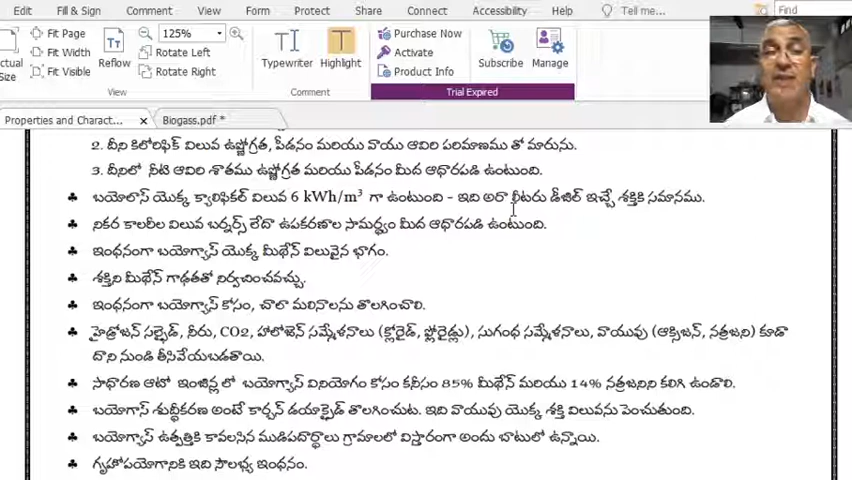 Fill & Sign Comment View Form Protect Share Connect Accessibility Help Tell me... Find
Actual Size Fit Page Fit Width Fit Visible Reflow 125% Rotate Left Rotate Right Typewriter Highlight Purchase Now Activate Product Info Subscribe Manage
View Comment Trial Expired
Properties and Charact... Biogass.pdf *
2. దీని కెలోరిఫిక్ విలువ ఉష్ణోగ్రత, పీడనం మరియు వాయు ఆవిరి పరిమాణము తో మారును.
3. దీనిలో నీటి ఆవిరి శాతము ఉష్ణోగ్రత మరియు పీడనం మీద ఆధారపడి ఉంటుంది.
♣ బయోలాస్ యొక్క క్యాలిఫికల్ విలువ 6 kWh/m³ గా ఉంటుంది - ఇది అరా లీటరు డీజిల్ ఇచ్చే శక్తికి సమానము.
♣ నికర కాలరీల విలువ బర్నర్స్ లేదా ఉపకరణాల సామర్థ్యం మీద ఆధారపడి ఉంటుంది.
♣ ఇంధనంగా బయోగ్యాస్ యొక్క మీథేన్ విలువైన భాగం.
♣ శక్తిని మీథేన్ గాఢతతో నిర్వచించవచ్చు.
♣ ఇంధనంగా బయోగ్యాస్ కోసం, చాలా మలినాలను తొలగించాలి.
♣ హైడ్రోజన్ సల్ఫైడ్, నీరు, CO2, హాలోజెన్ సమ్మేళనాలు (క్లోరైడ్, ఫ్లోరైడ్లు), సుగంధ సమ్మేళనాలు, వాయువు (ఆక్సిజన్, నత్రజని) కూడా
దాని నుండి తీసివేయబడతాయి.
♣ సాధారణ ఆటో ఇంజిన్ల లో బయోగ్యాస్ వినియోగం కోసం కనీసం 85% మీథేన్ మరియు 14% నత్రజనిని కలిగి ఉండాలి.
♣ బయోగాస్ శుద్ధీకరణ అంటే కార్బన్ డయాక్సైడ్ తొలగించుట. ఇది వాయువు యొక్క శక్తి విలువను పెంచుతుంది.
♣ బయోగ్యాస్ ఉత్పత్తికి కావలసిన ముడిపదార్థాలు గ్రామాలలో విస్తారంగా అందు బాటులో ఉన్నాయి.
♣ గృహోపయోగానికి ఇది సౌలభ్య ఇంధనం.